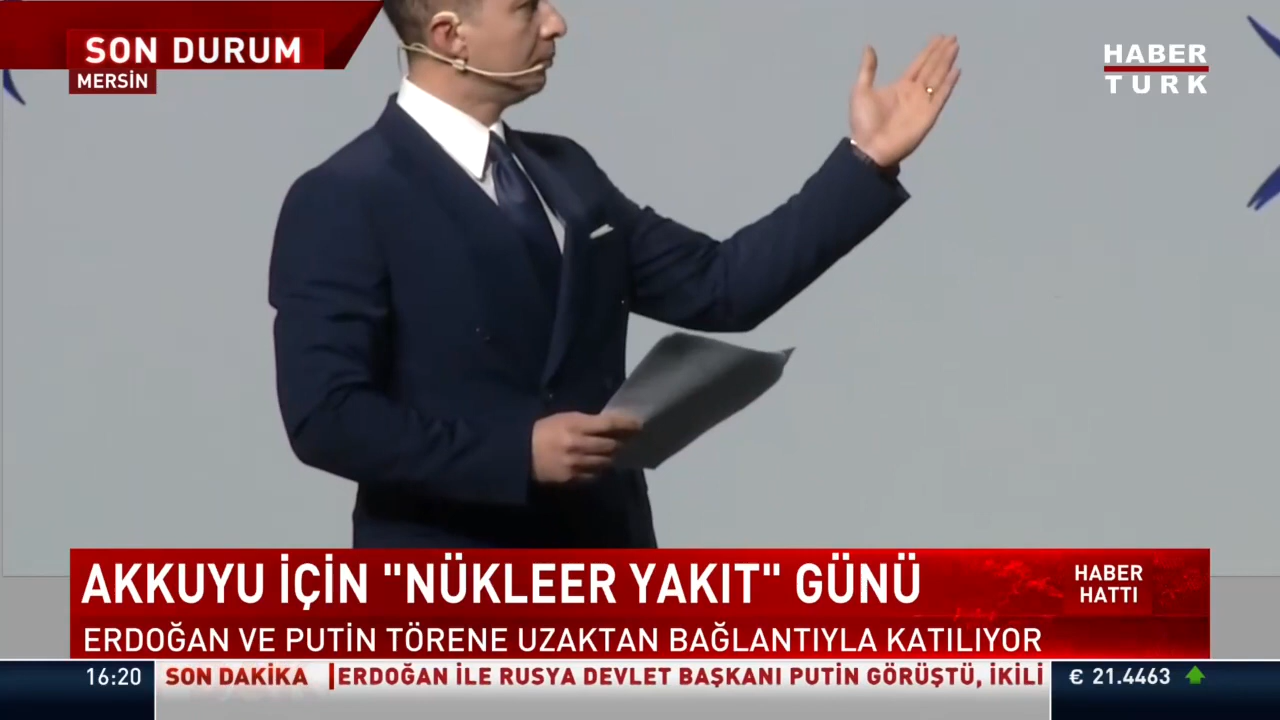 SON DURUM
MERSİN
HABER
TURK
AKKUYU İÇİN "NÜKLEER YAKIT" GÜNÜ
HABER
HATTI
ERDOĞAN VE PUTİN TÖRENE UZAKTAN BAĞLANTIYLA KATILIYOR
16:20
SON DAKİKA
ERDOĞAN İLE RUSYA DEVLET BAŞKANI PUTİN GÖRÜŞTÜ, İKİLİ
€ 21.4463